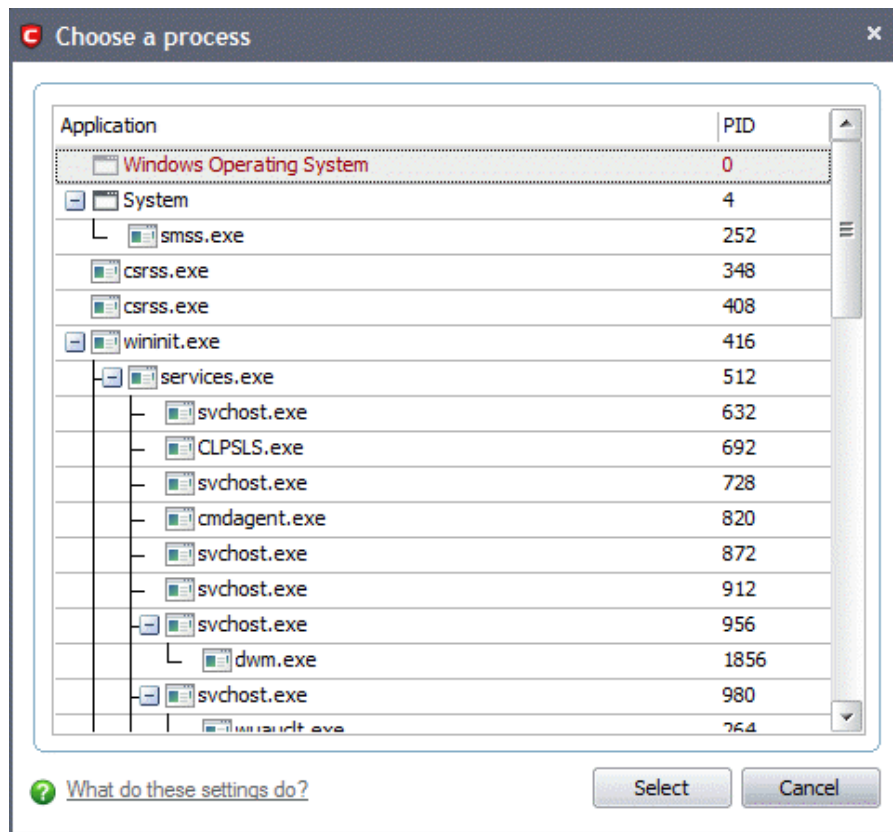 Choose a process
Application PID
Windows Operating System 0
System 4
smss.exe 252
csrss.exe 348
csrss.exe 408
wininit.exe 416
services.exe 512
svchost.exe 632
CLPSLS.exe 692
svchost.exe 728
cmdagent.exe 820
svchost.exe 872
svchost.exe 912
svchost.exe 956
dwm.exe 1856
svchost.exe 980
wuauclt.exe 264
What do these settings do?
Select Cancel